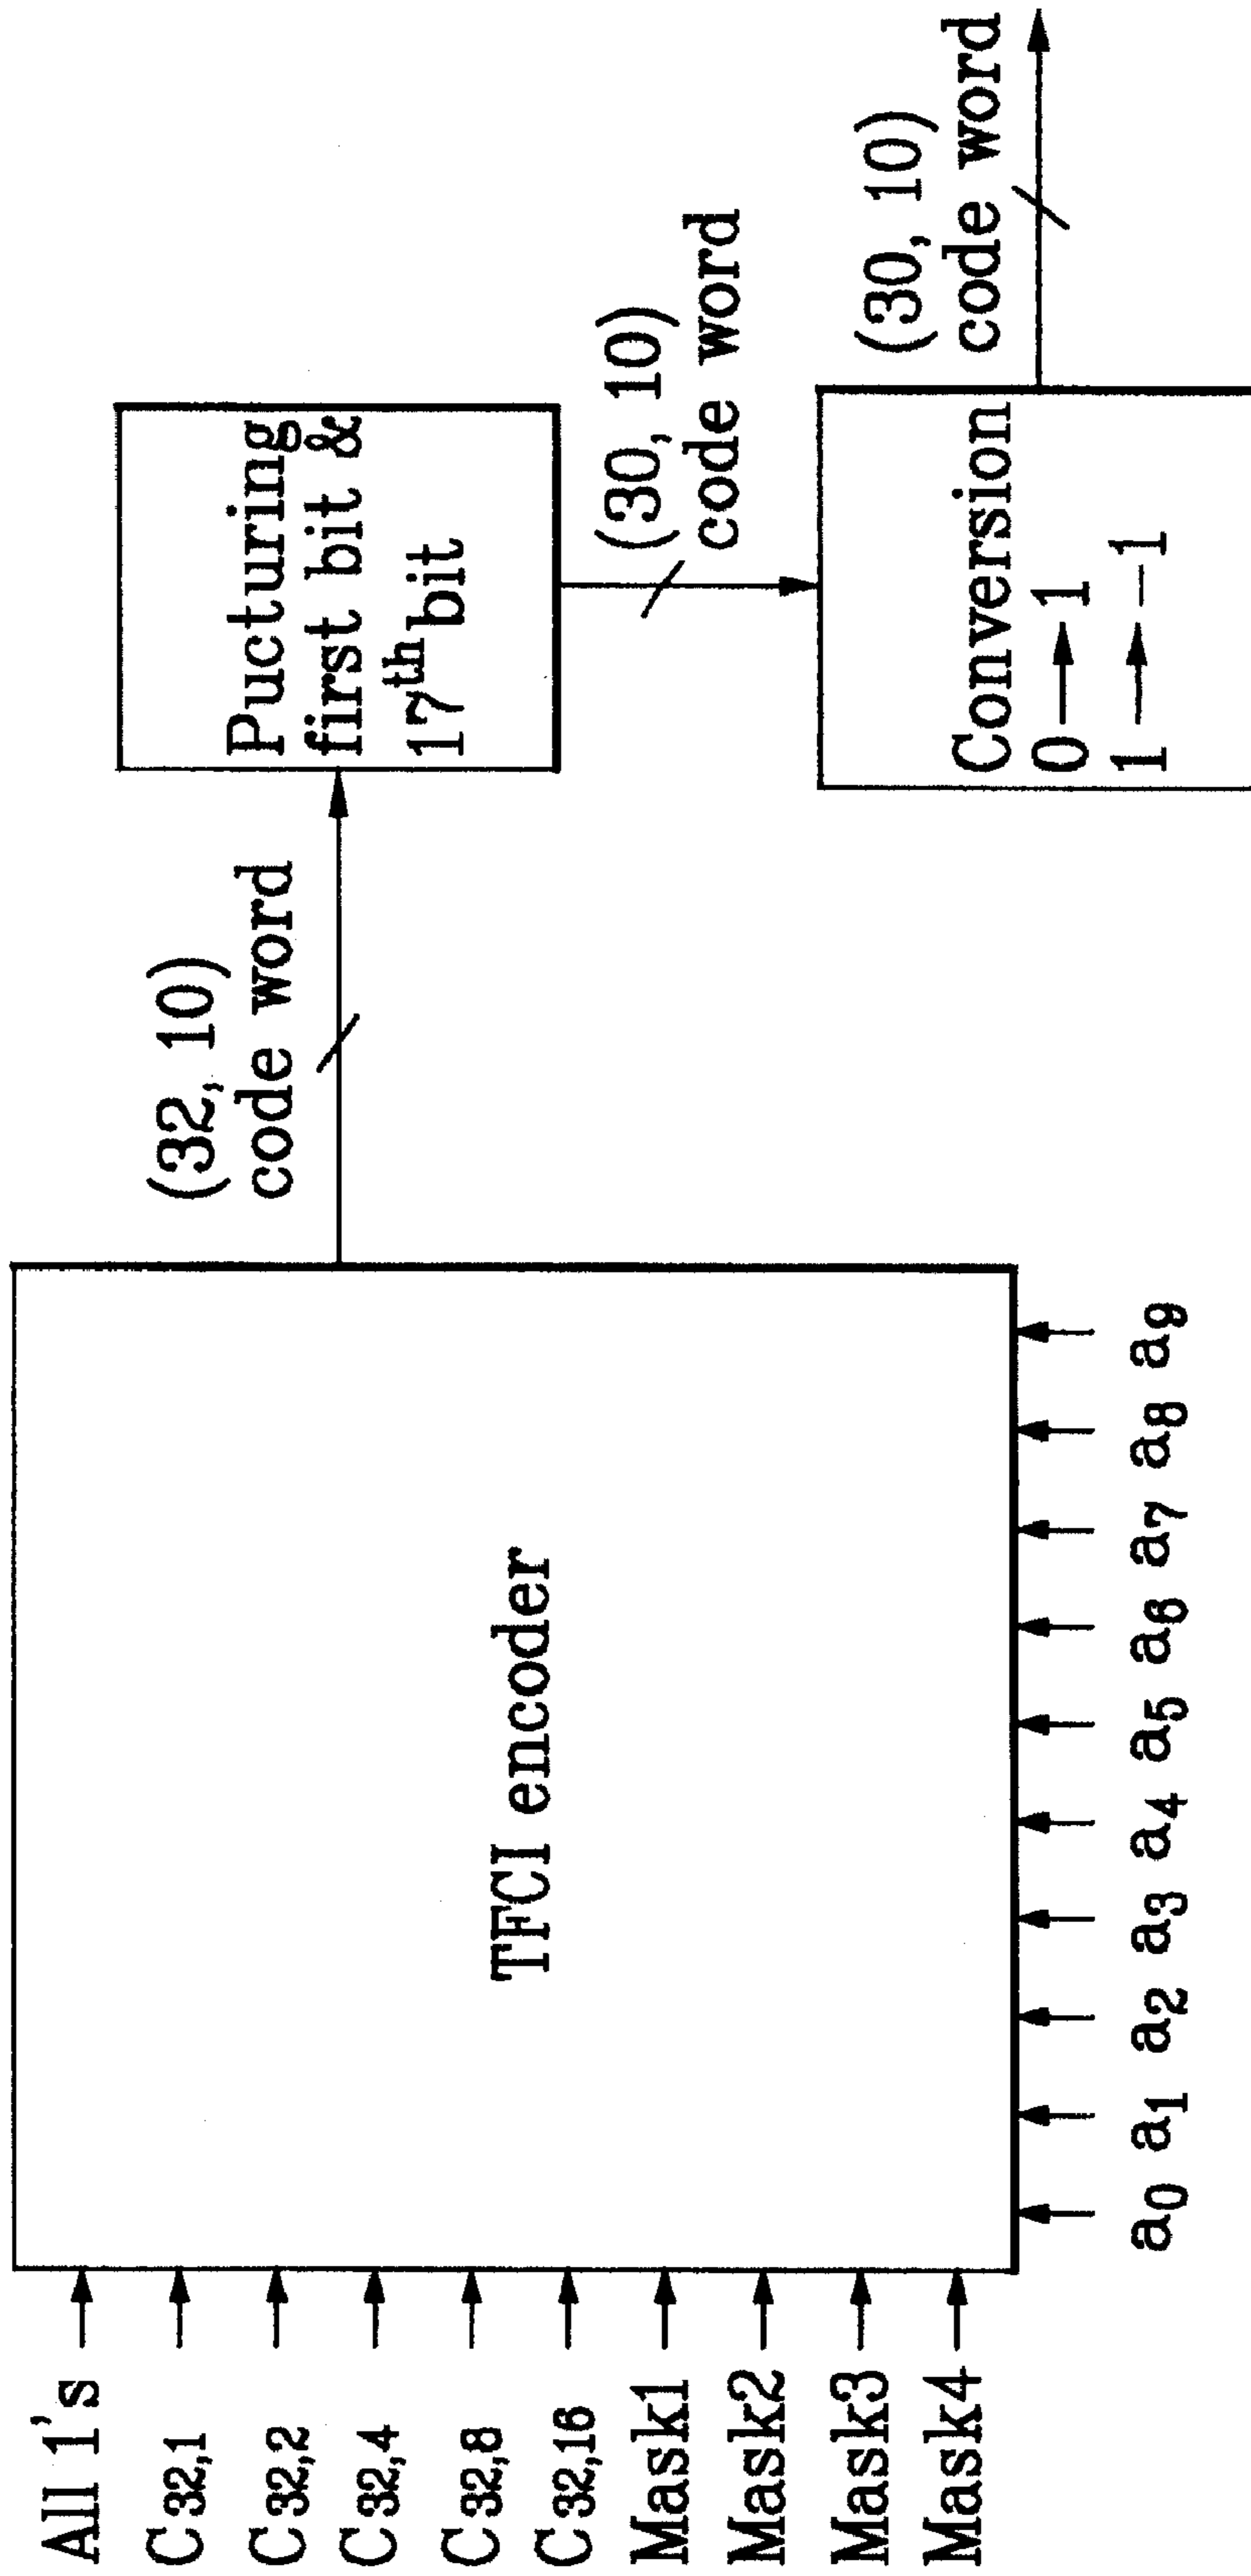 All 1's
C32,1
C32,2
C32,4
C32,8
C32,16
Mask1
Mask2
Mask3
Mask4
TFCI encoder
a0 a1 a2 a3 a4 a5 a6 a7 a8 a9
(32, 10)
code word
Pucturing
first bit &
17th bit
(30, 10)
code word
Conversion
0 → 1
1 → -1
(30, 10)
code word